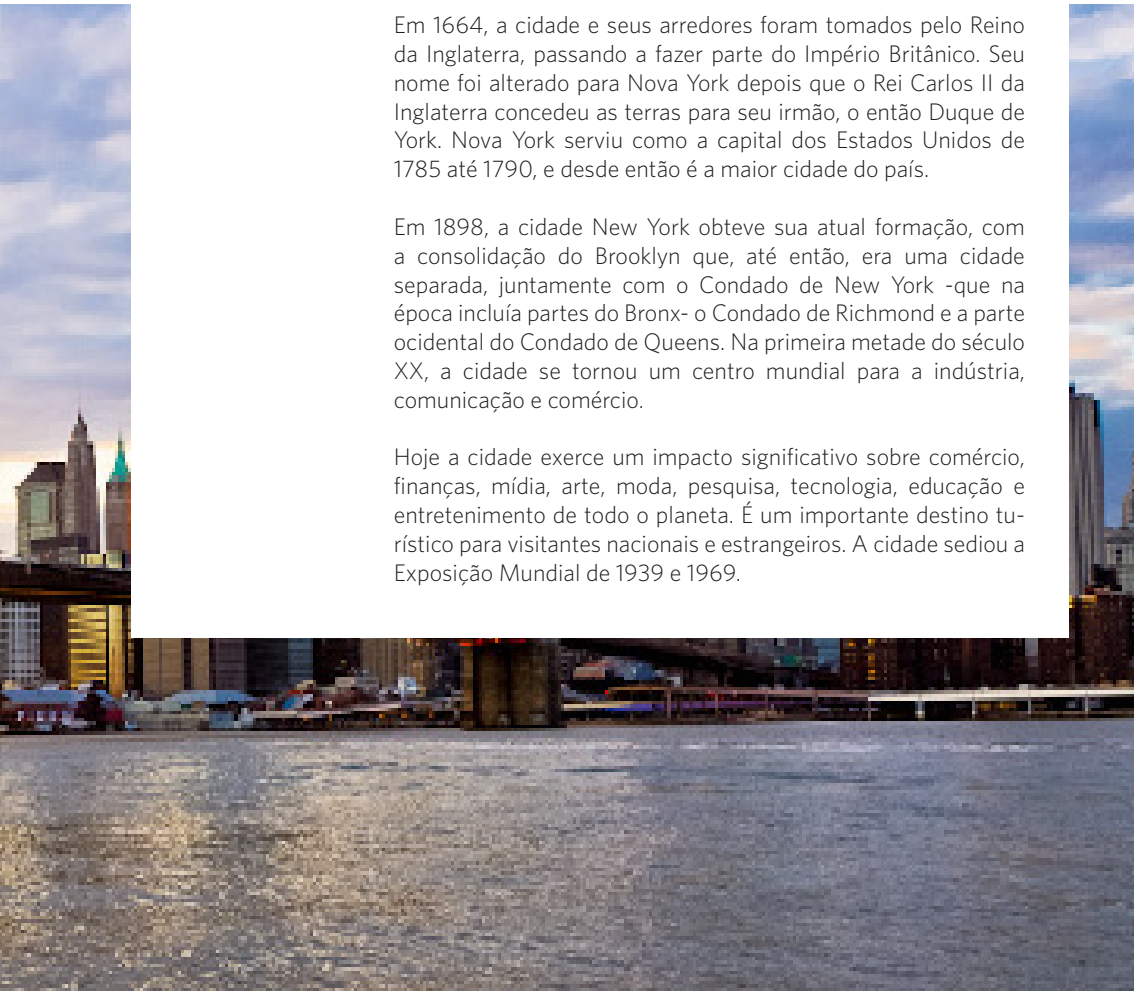 Em 1664, a cidade e seus arredores foram tomados pelo Reino
da Inglaterra, passando a fazer parte do Império Britânico. Seu
nome foi alterado para Nova York depois que o Rei Carlos II da
Inglaterra concedeu as terras para seu irmão, o então Duque de
York. Nova York serviu como a capital dos Estados Unidos de
1785 até 1790, e desde então é a maior cidade do país.
Em 1898, a cidade New York obteve sua atual formação, com
a consolidação do Brooklyn que, até então, era uma cidade
separada, juntamente com o Condado de New York -que na
época incluía partes do Bronx- o Condado de Richmond e a parte
ocidental do Condado de Queens. Na primeira metade do século
XX, a cidade se tornou um centro mundial para a indústria,
comunicação e comércio.
Hoje a cidade exerce um impacto significativo sobre comércio,
finanças, mídia, arte, moda, pesquisa, tecnologia, educação e
entretenimento de todo o planeta. É um importante destino tu-
rístico para visitantes nacionais e estrangeiros. A cidade sediou a
Exposição Mundial de 1939 e 1969.